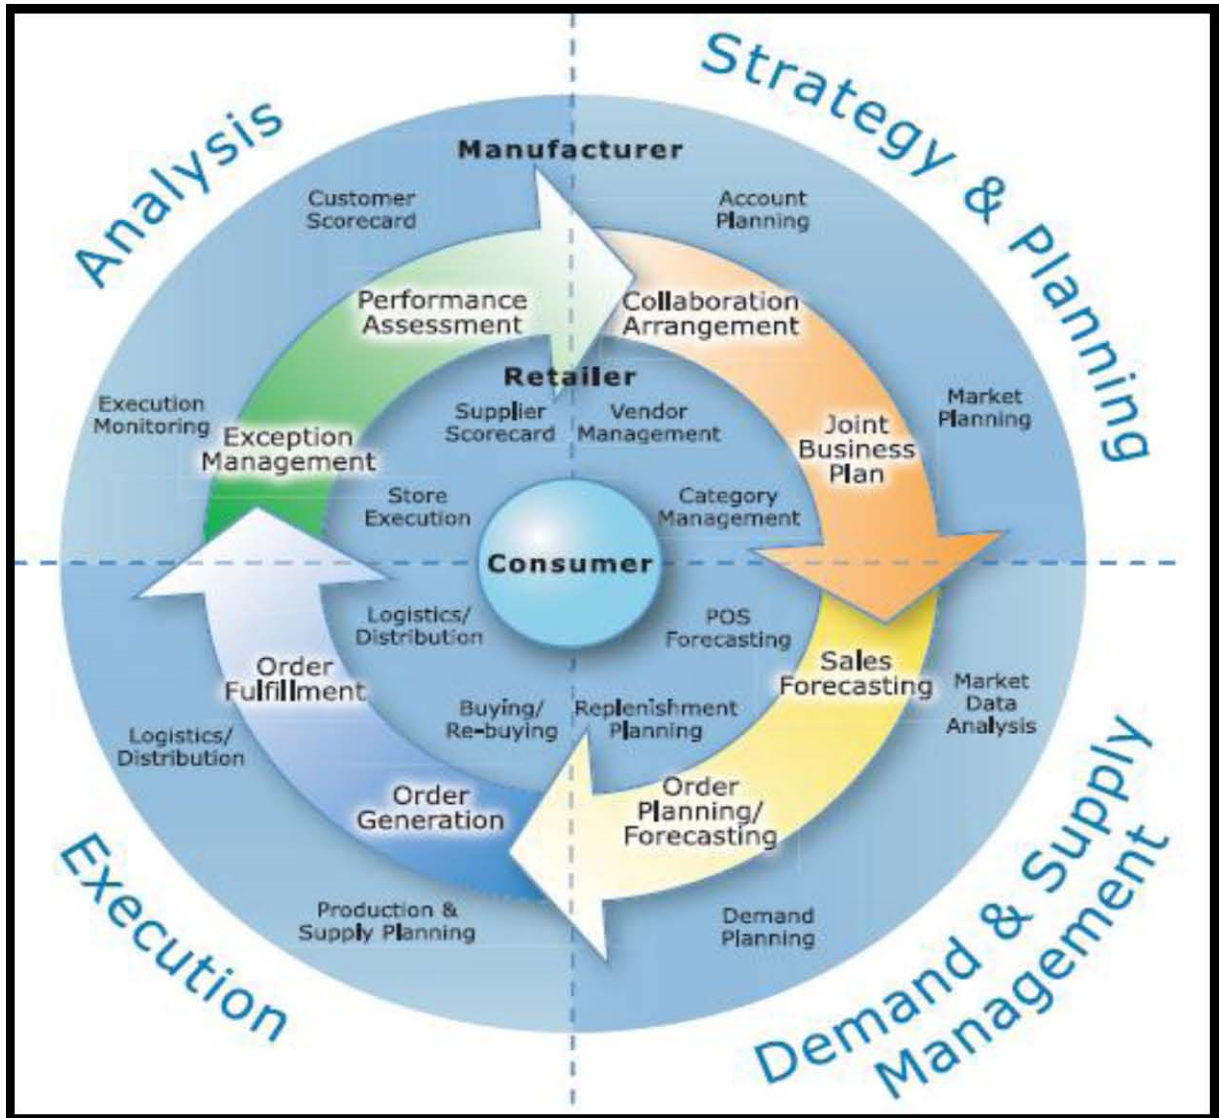 Analysis
Strategy & Planning
Manufacturer
Customer
Scorecard
Account
Planning
Performance
Assessment
Collaboration
Arrangement
Retailer
Supplier
Scorecard
Vendor
Management
Execution
Monitoring
Exception
Management
Joint
Business
Plan
Market
Planning
Store
Execution
Category
Management
Consumer
Logistics/
Distribution
POS
Forecasting
Order
Fulfillment
Sales
Forecasting
Market
Data
Analysis
Logistics/
Distribution
Buying/
Re-buying
Replenishment
Planning
Order
Generation
Order
Planning/
Forecasting
Production &
Supply Planning
Demand
Planning
Execution
Demand & Supply
Management